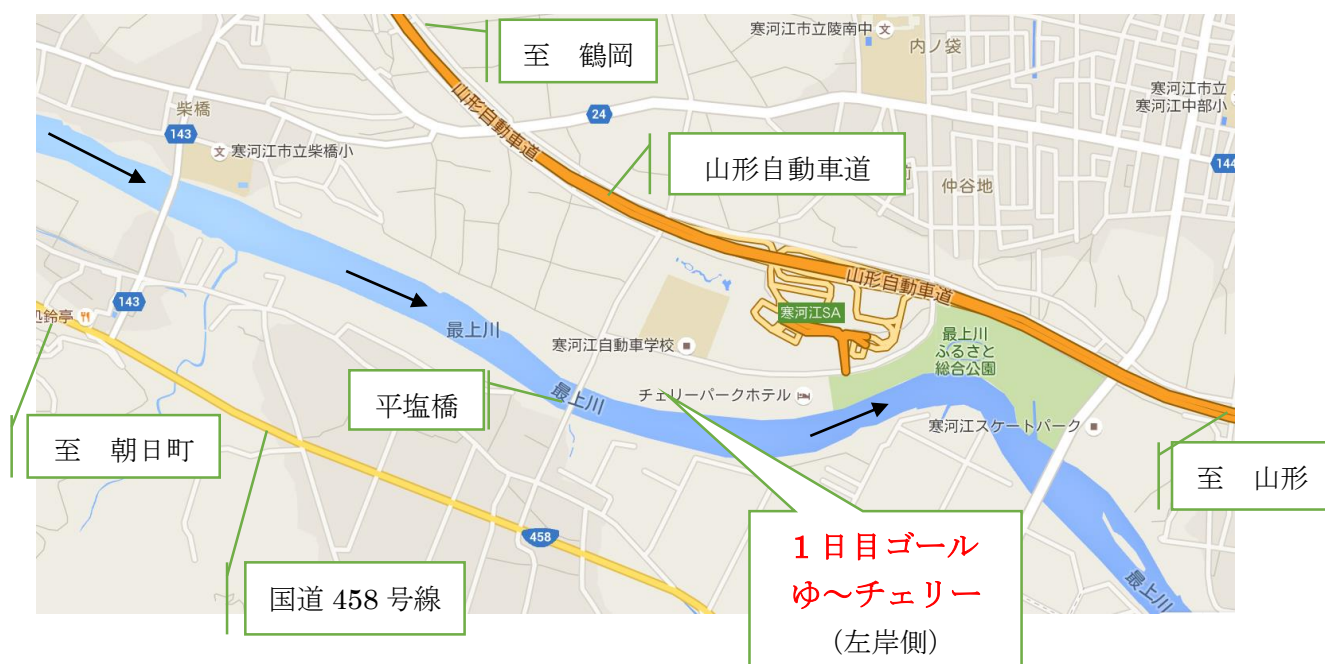 寒河江市立陵南中
内ノ袋
至　鶴岡
寒河江市立
寒河江中部小
柴橋
山形自動車道
24
143
寒河江市立柴橋小
山形自動車道
144
仲谷地
山形自動車道
143
処鈴亭
寒河江SA
最上川
寒河江自動車学校
最上川
ふるさと
総合公園
平塩橋
最上川
チェリーパークホテル
寒河江スケートパーク
至　朝日町
至　山形
458
1日目ゴール
ゆ～チェリー
(左岸側)
国道 458 号線
最上川